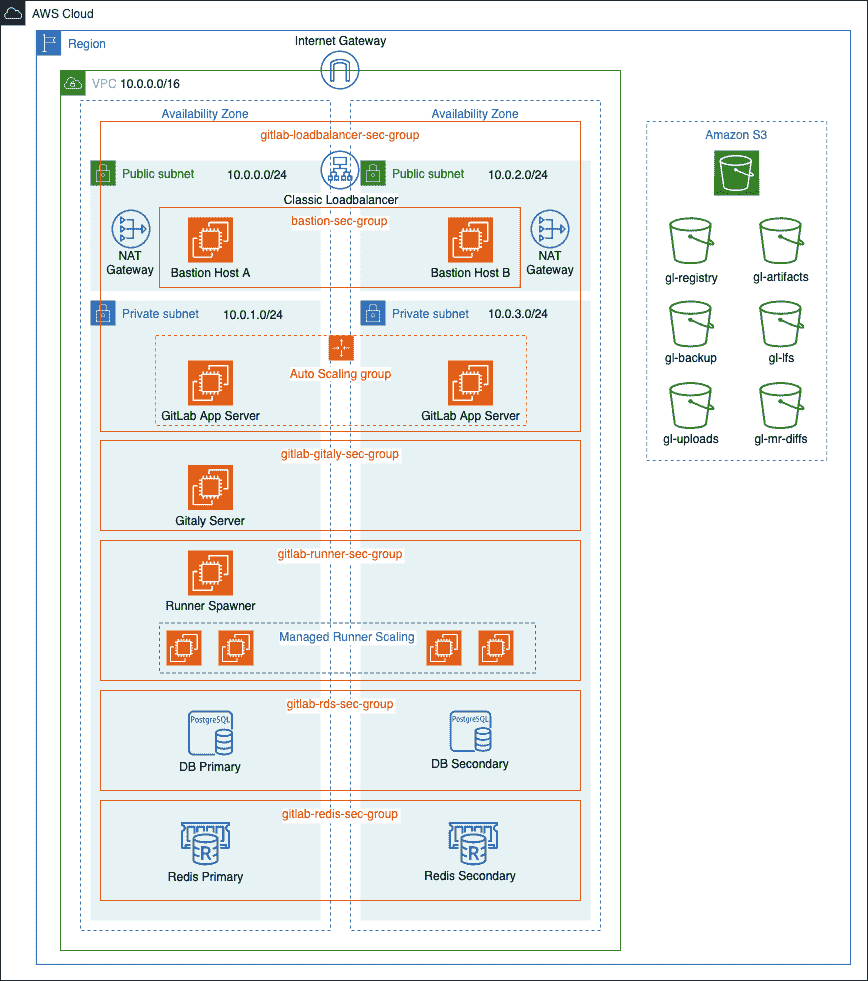 AWS Cloud
Region
Internet Gateway
VPC 10.0.0.0/16
Availability Zone
Availability Zone
gitlab-loadbalancer-sec-group
Public subnet
10.0.0.0/24
Public subnet
10.0.2.0/24
Classic Loadbalancer
bastion-sec-group
NAT
Gateway
Bastion Host A
Bastion Host B
NAT
Gateway
Private subnet
10.0.1.0/24
Private subnet
10.0.3.0/24
Auto Scaling group
GitLab App Server
GitLab App Server
gitlab-gitaly-sec-group
Gitaly Server
gitlab-runner-sec-group
Runner Spawner
Managed Runner Scaling
gitlab-rds-sec-group
PostgreSQL
DB Primary
PostgreSQL
DB Secondary
gitlab-redis-sec-group
R
Redis Primary
R
Redis Secondary
Amazon S3
gl-registry
gl-artifacts
gl-backup
gl-lfs
gl-uploads
gl-mr-diffs